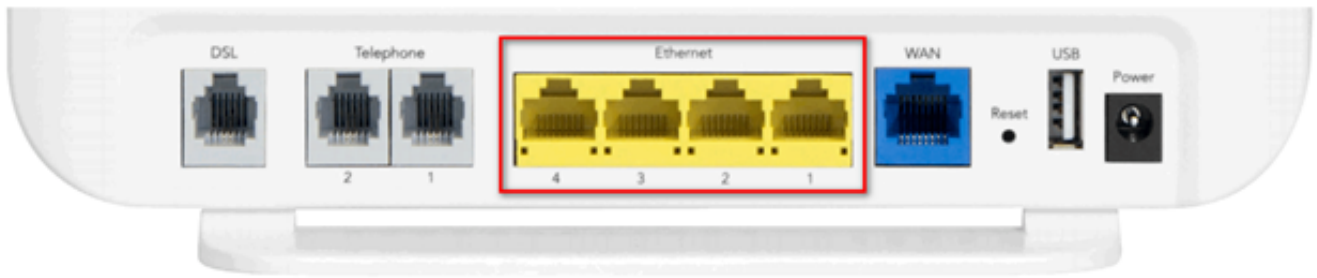 DSL
Telephone
Ethernet
WAN
USB
Power
Reset
2
1
4
3
2
1